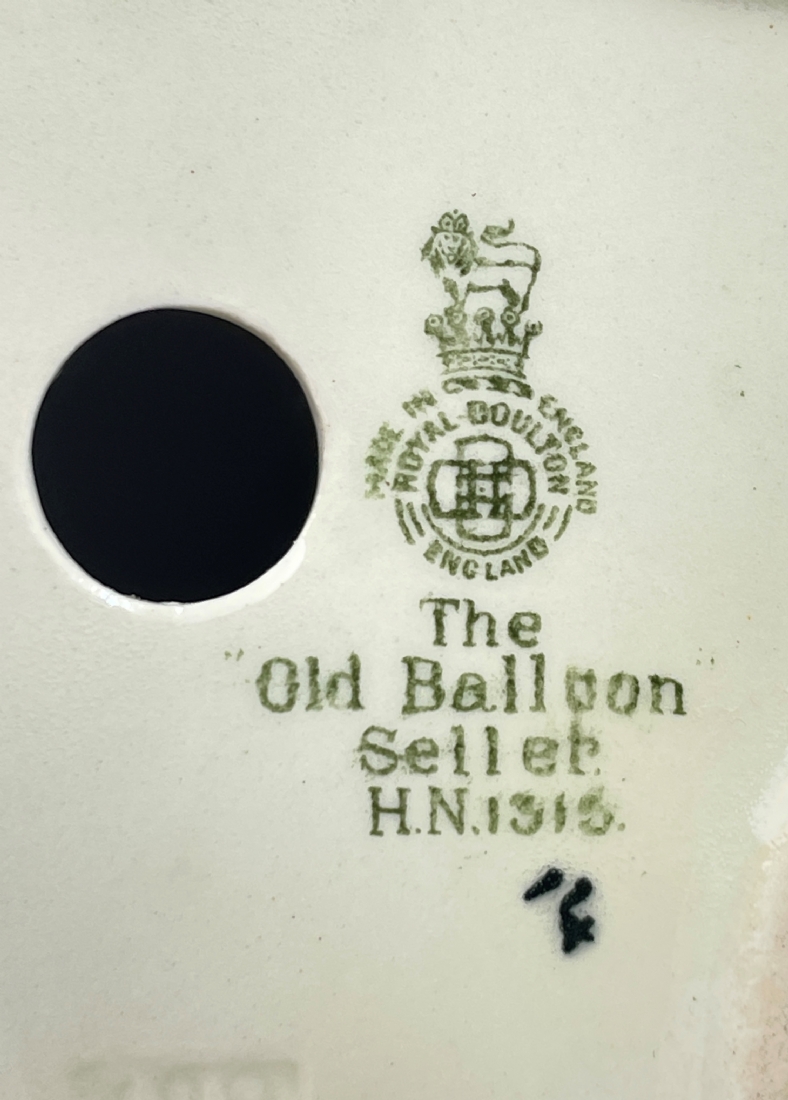 MADE IN ENGLAND
ROYAL·DOULTON
ENGLAND
The
"Old Balloon"
Seller.
H.N.1315.